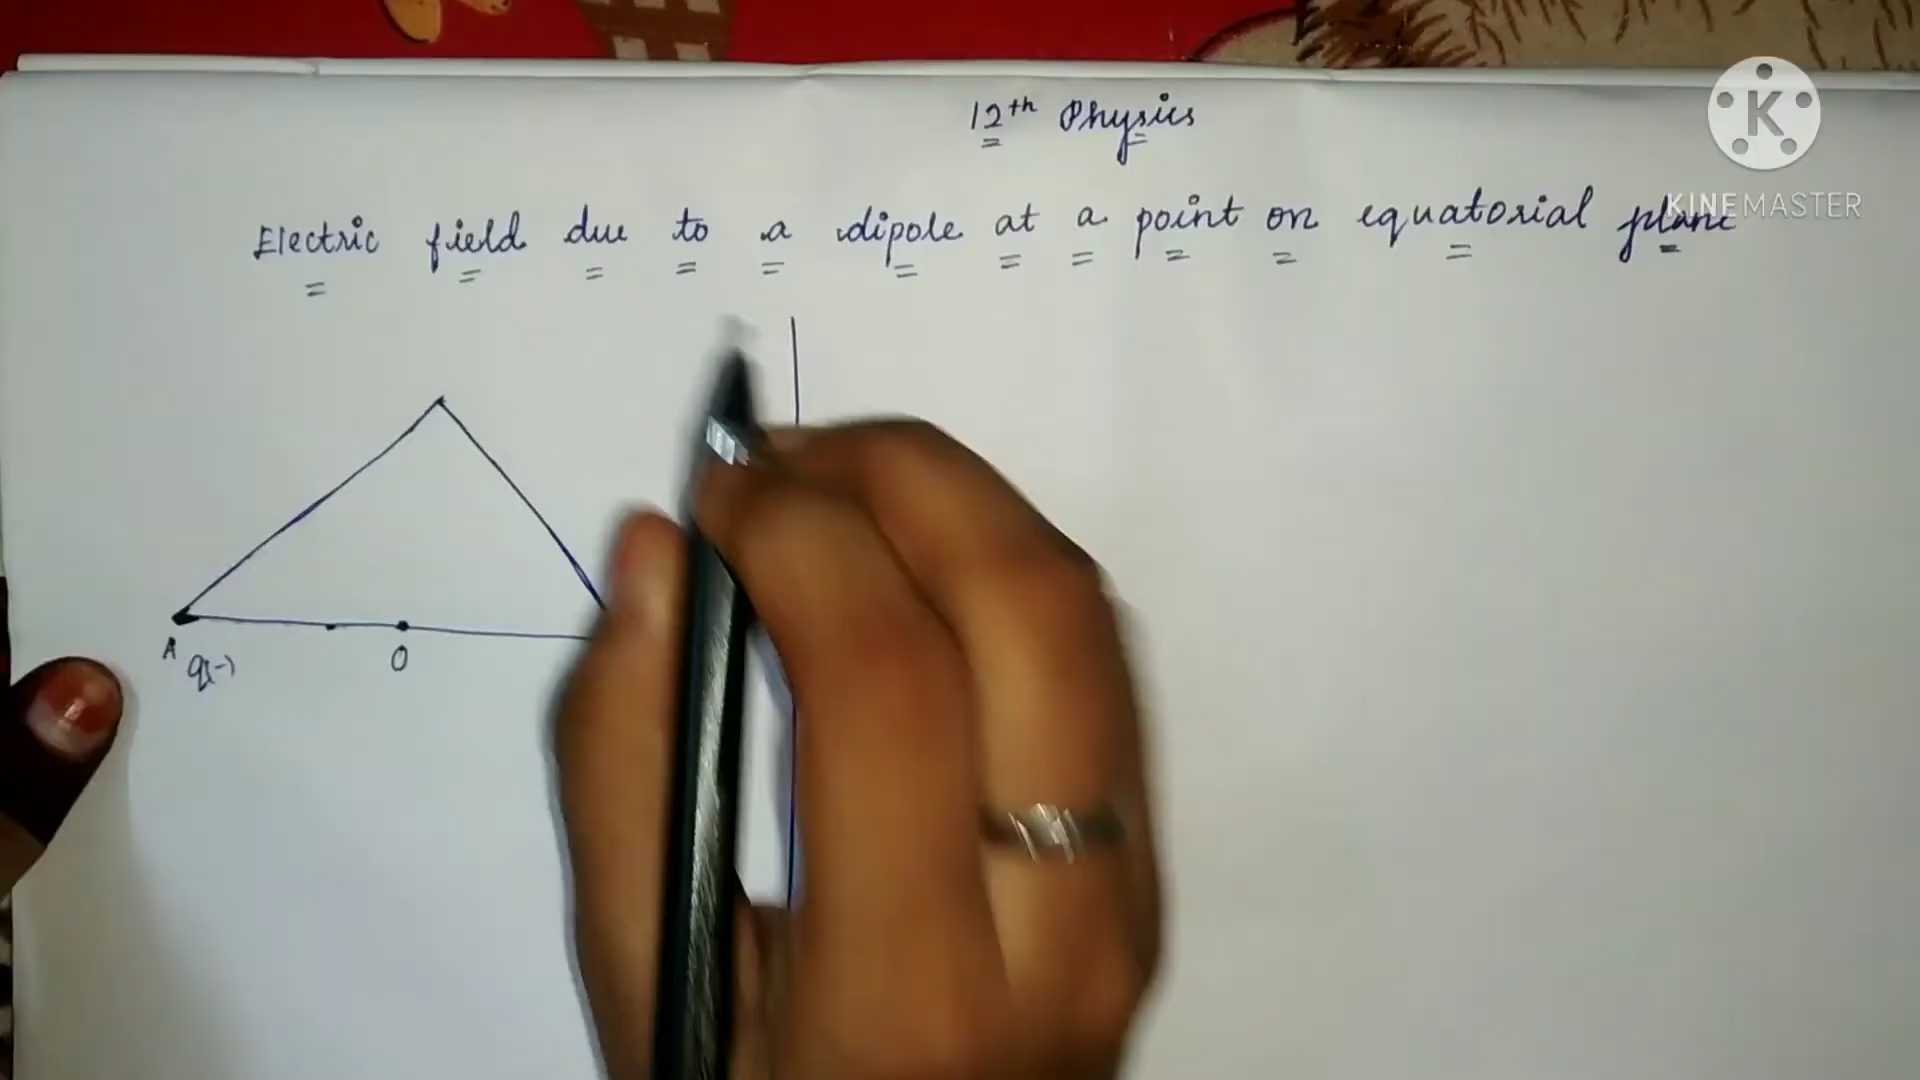 12th Physics
Electric field due to a dipole at a point on equatorial plane
A
q(-)
O
K
KINEMASTER